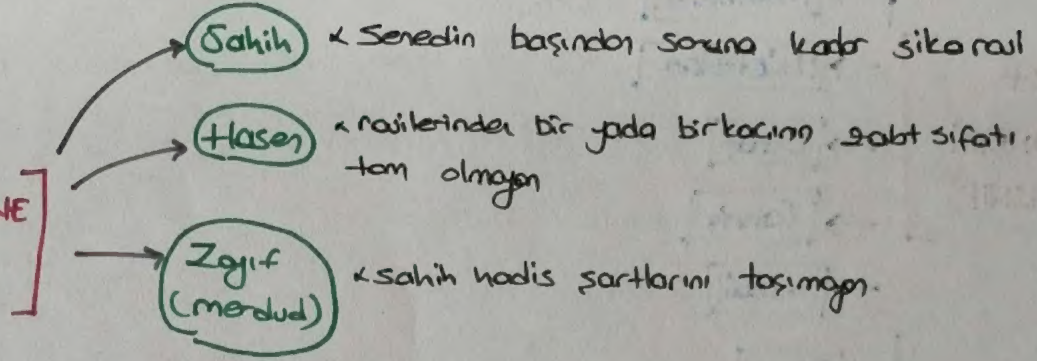 Sahih ∝ Senedin başından sonuna kadar sika ravi
Hasen ∝ ravilerinden bir yada birkaçının zabt sıfatı
tam olmayan
Zayıf
(merdud) ∝ sahih hadis şartlarını taşımayan.